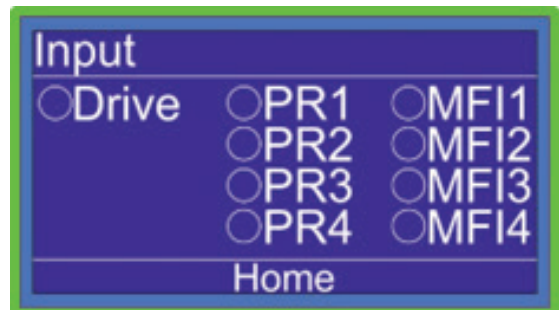 Input
Drive PR1 MFI1
PR2 MFI2
PR3 MFI3
PR4 MFI4
Home